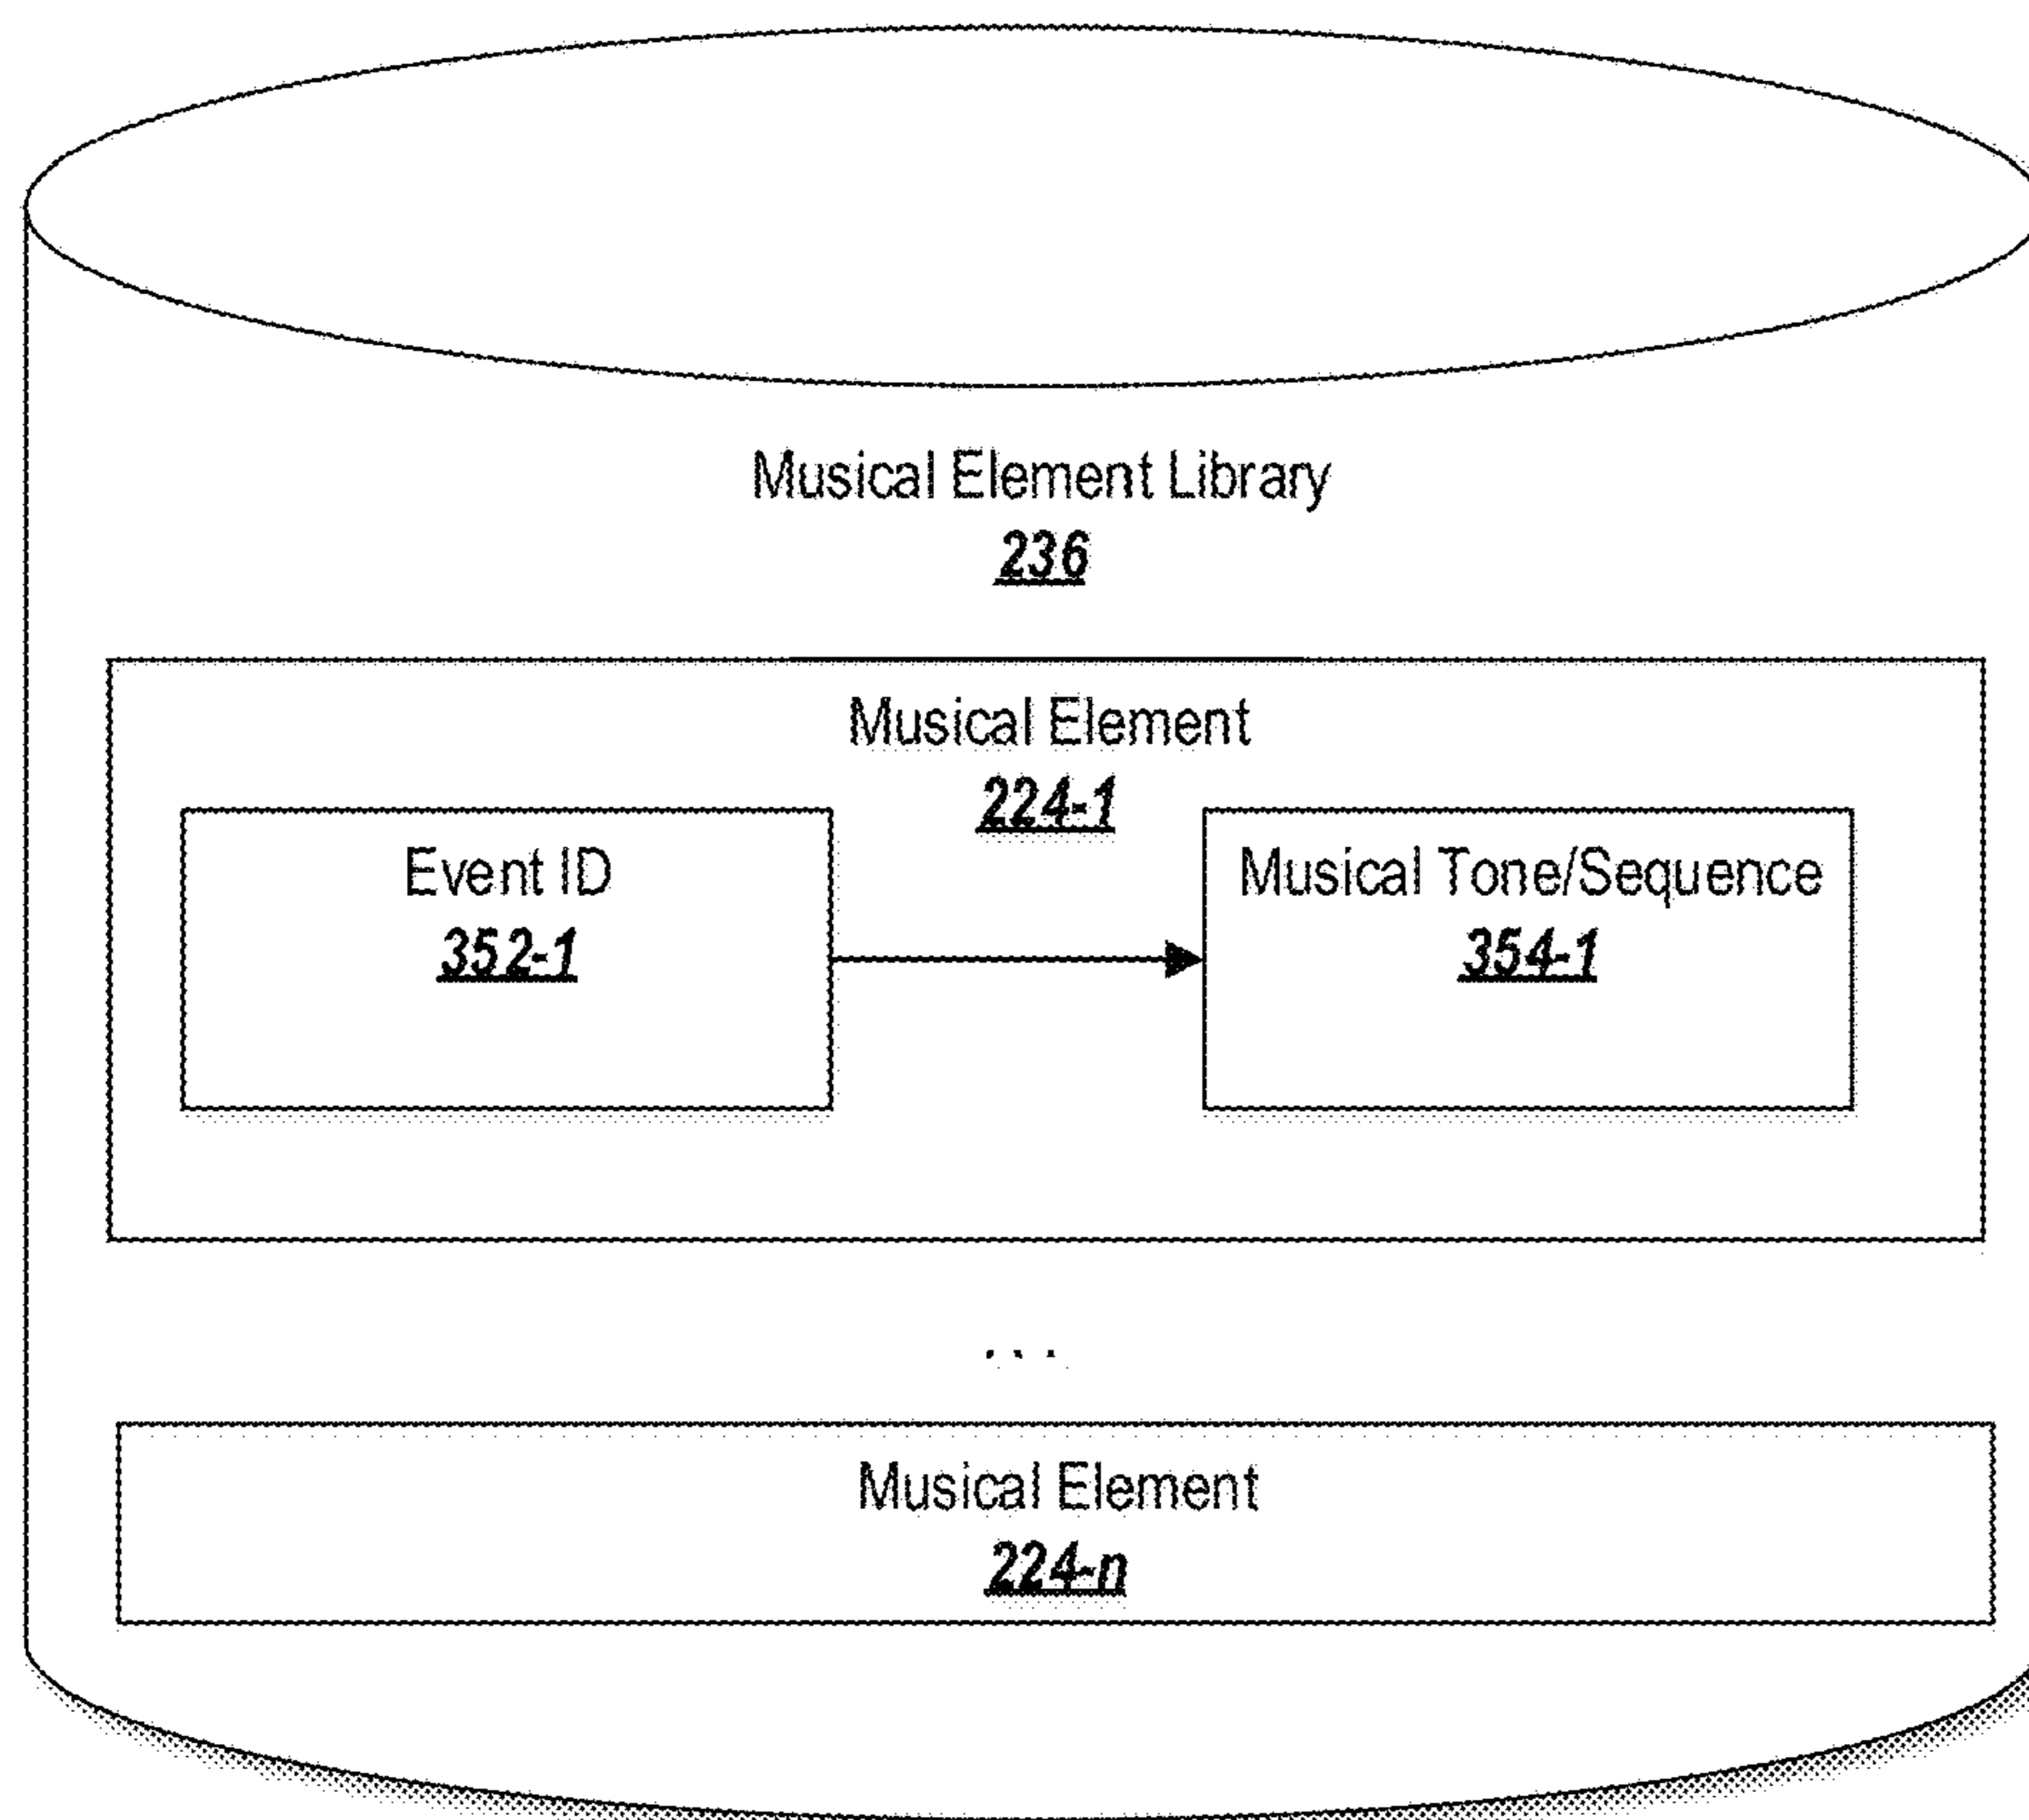 Musical Element Library
236
Musical Element
224-1
Event ID
352-1
Musical Tone/Sequence
354-1
...
Musical Element
224-n